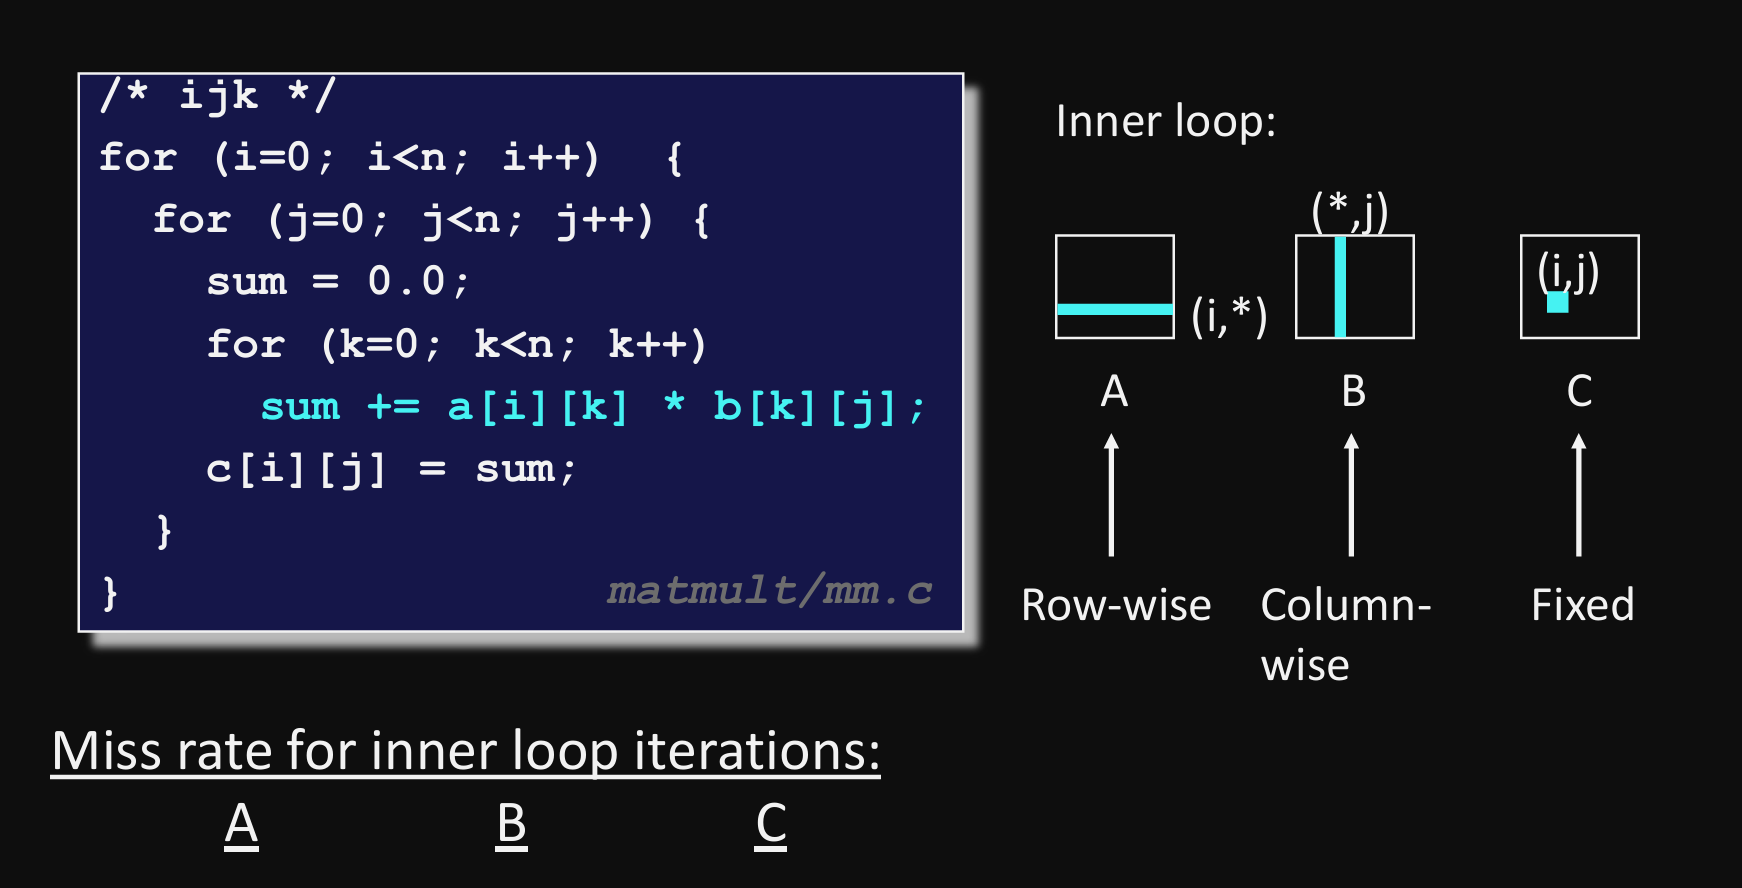 /* ijk */
for (i=0; i<n; i++)  {
  for (j=0; j<n; j++) {
    sum = 0.0;
    for (k=0; k<n; k++)
      sum += a[i][k] * b[k][j];
    c[i][j] = sum;
  }
}
matmult/mm.c
Inner loop:
(*,j)
(i,j)
(i,*)
A B C
Row-wise Column- Fixed
wise
Miss rate for inner loop iterations:
A B C